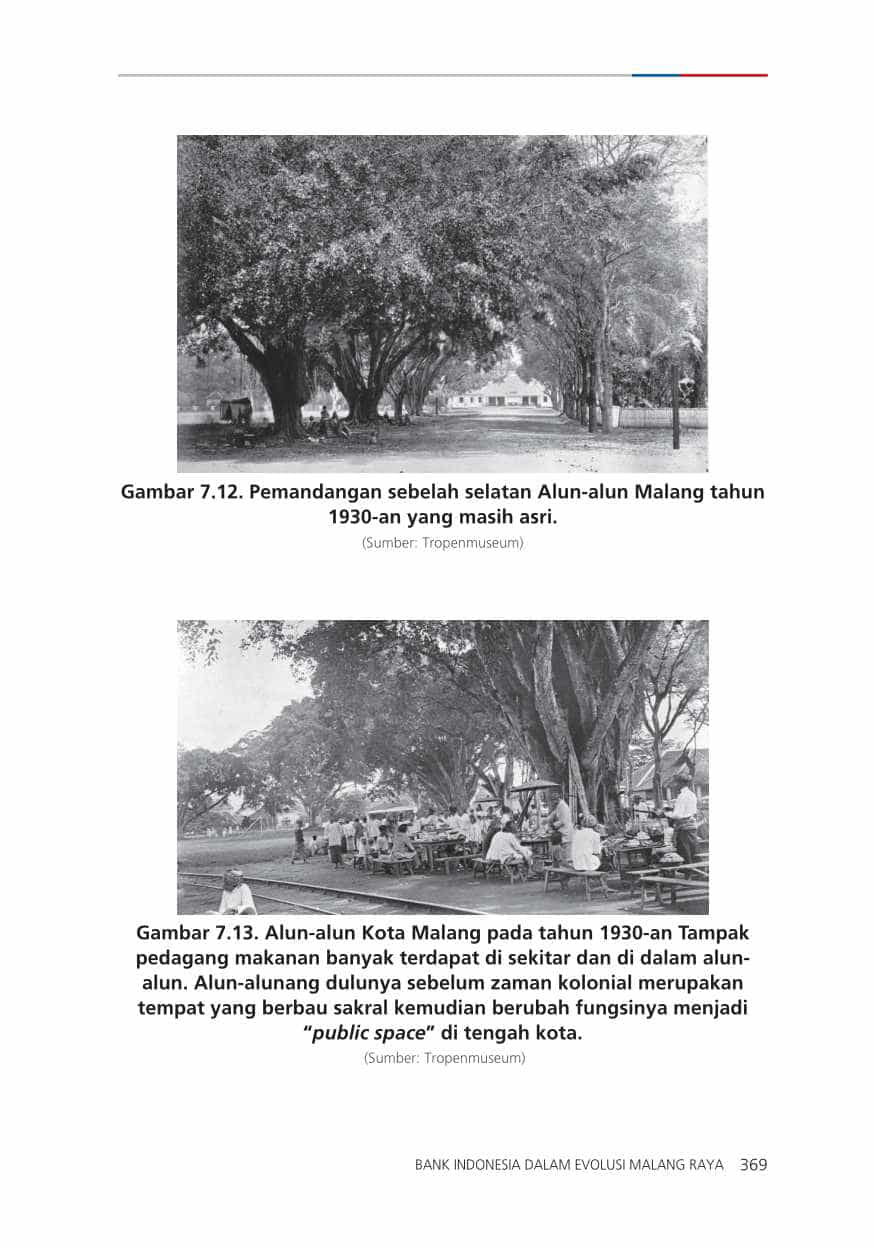 Gambar 7.12. Pemandangan sebelah selatan Alun-alun Malang tahun
1930-an yang masih asri.
(Sumber: Tropenmuseum)
Gambar 7.13. Alun-alun Kota Malang pada tahun 1930-an Tampak
pedagang makanan banyak terdapat di sekitar dan di dalam alun-
alun. Alun-alunang dulunya sebelum zaman kolonial merupakan
tempat yang berbau sakral kemudian berubah fungsinya menjadi
“public space” di tengah kota.
(Sumber: Tropenmuseum)
BANK INDONESIA DALAM EVOLUSI MALANG RAYA 369